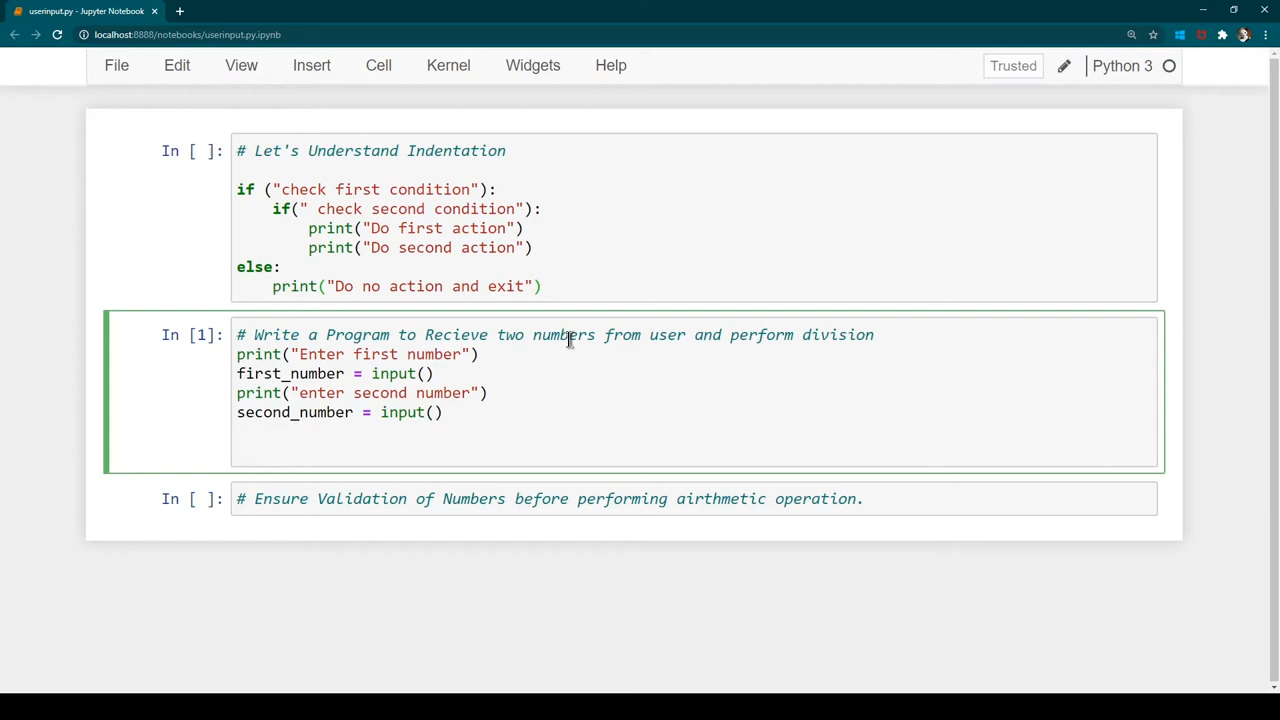 userinput.py - Jupyter Notebook
localhost:8888/notebooks/userinput.py.ipynb
File Edit View Insert Cell Kernel Widgets Help Trusted Python 3
In [ ]:
# Let's Understand Indentation
if ("check first condition"):
    if(" check second condition"):
        print("Do first action")
        print("Do second action")
else:
    print("Do no action and exit")
In [1]:
# Write a Program to Recieve two numbers from user and perform division
print("Enter first number")
first_number = input()
print("enter second number")
second_number = input()
In [ ]:
# Ensure Validation of Numbers before performing airthmetic operation.